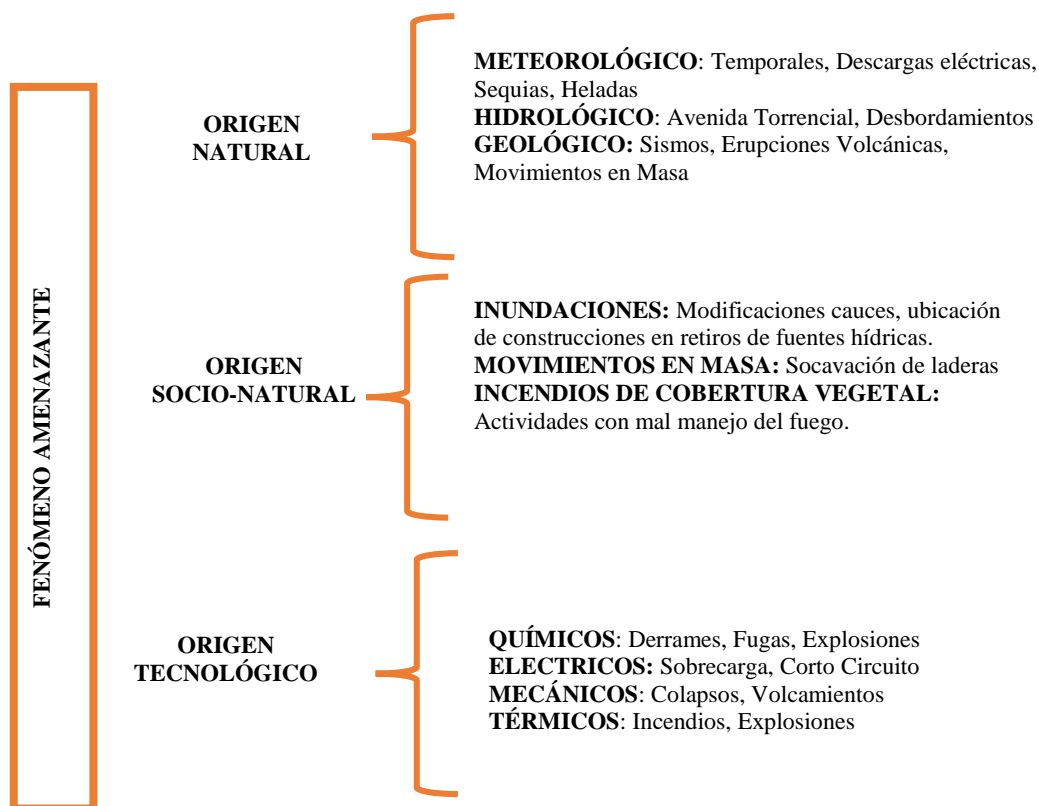 FENÓMENO AMENAZANTE
ORIGEN
NATURAL
METEOROLÓGICO: Temporales, Descargas eléctricas,
Sequias, Heladas
HIDROLÓGICO: Avenida Torrencial, Desbordamientos
GEOLÓGICO: Sismos, Erupciones Volcánicas,
Movimientos en Masa
ORIGEN
SOCIO-NATURAL
INUNDACIONES: Modificaciones cauces, ubicación
de construcciones en retiros de fuentes hídricas.
MOVIMIENTOS EN MASA: Socavación de laderas
INCENDIOS DE COBERTURA VEGETAL:
Actividades con mal manejo del fuego.
ORIGEN
TECNOLÓGICO
QUÍMICOS: Derrames, Fugas, Explosiones
ELECTRICOS: Sobrecarga, Corto Circuito
MECÁNICOS: Colapsos, Volcamientos
TÉRMICOS: Incendios, Explosiones